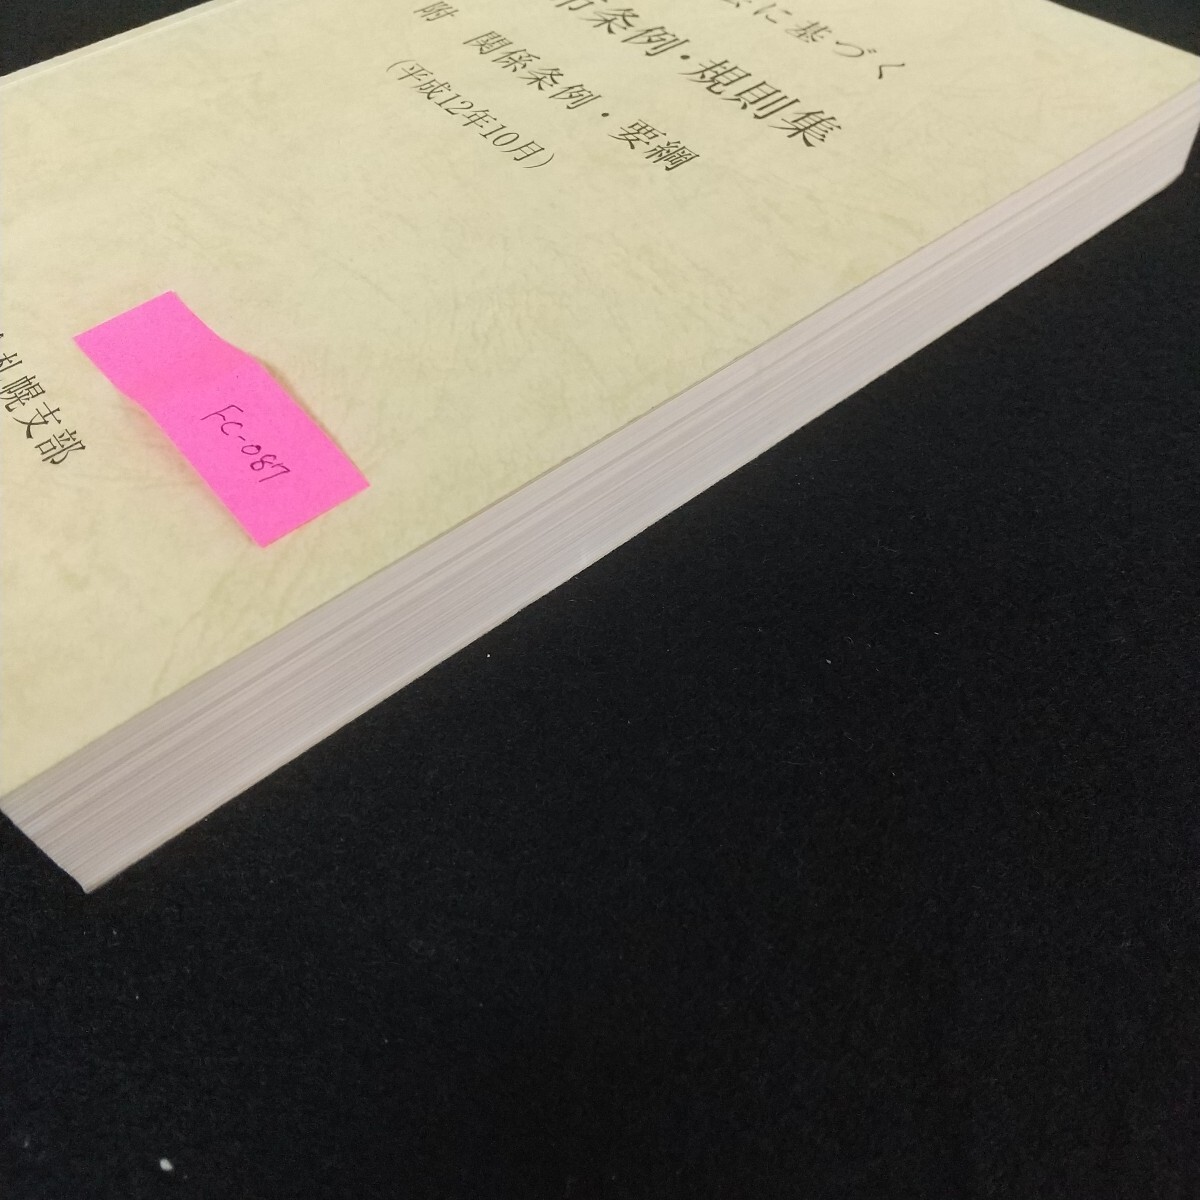 に基づく
市条例・規則集
附 関係条例・要綱
(平成12年10月)
FC-087
札幌支部